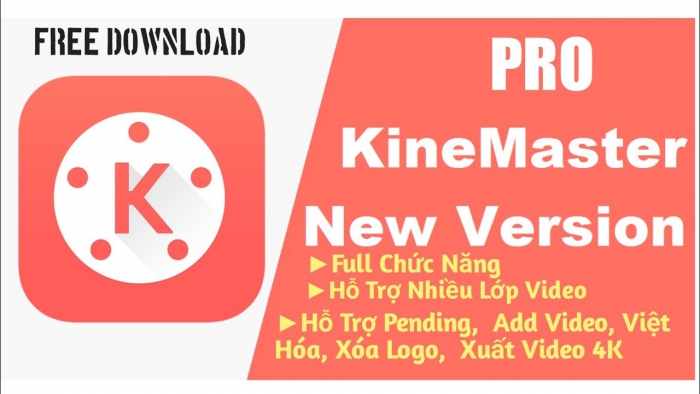 FREE DOWNLOAD
K
PRO
KineMaster
New Version
►Full Chức Năng
►Hỗ Trợ Nhiều Lớp Video
►Hỗ Trợ Pending, Add Video, Việt
Hóa, Xóa Logo, Xuất Video 4K